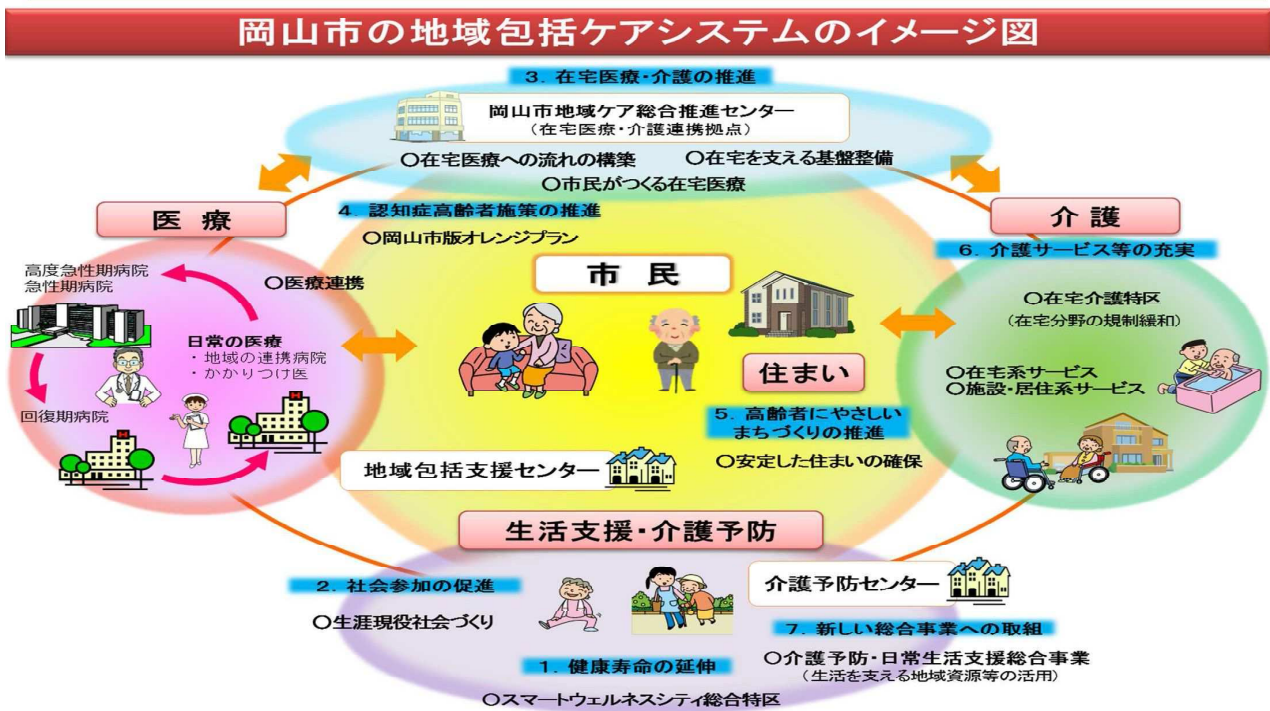 岡山市の地域包括ケアシステムのイメージ図
3．在宅医療・介護の推進
岡山市地域ケア総合推進センター
（在宅医療・介護連携拠点）
○在宅医療への流れの構築
○在宅を支える基盤整備
○市民がつくる在宅医療
医療
4．認知症高齢者施策の推進
○岡山市版オレンジプラン
介護
6．介護サービス等の充実
市民
高度急性期病院
急性期病院
○医療連携
日常の医療
・地域の連携病院
・かかりつけ医
回復期病院
H
H
○在宅介護特区
（在宅分野の規制緩和）
○在宅系サービス
○施設・居住系サービス
住まい
5．高齢者にやさしい
まちづくりの推進
○安定した住まいの確保
地域包括支援センター
生活支援・介護予防
2．社会参加の促進
○生涯現役社会づくり
介護予防センター
7．新しい総合事業への取組
○介護予防・日常生活支援総合事業
（生活を支える地域資源等の活用）
1．健康寿命の延伸
○スマートウェルネスシティ総合特区